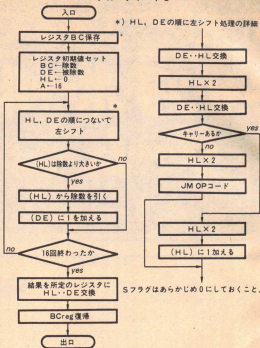 入口
レジスタBC保存
レジスタ初期値セット
BC←除数
DE←被除数
HL←0
A←16
*
HL, DEの順につないで
左シフト
(HL)は除数より大きいか
no
yes
(HL)から除数を引く
(DE)に1を加える
no
16回終わったか
yes
結果を所定のレジスタに
HL‥DE交換
BCreg復帰
出口
*) HL, DEの順に左シフト処理の詳細
DE‥HL交換
HL×2
DE‥HL交換
キャリーあるか
yes
no
HL×2
JM OPコード
HL×2
(HL)に1加える
Sフラグはあらかじめ0にしておくこと.